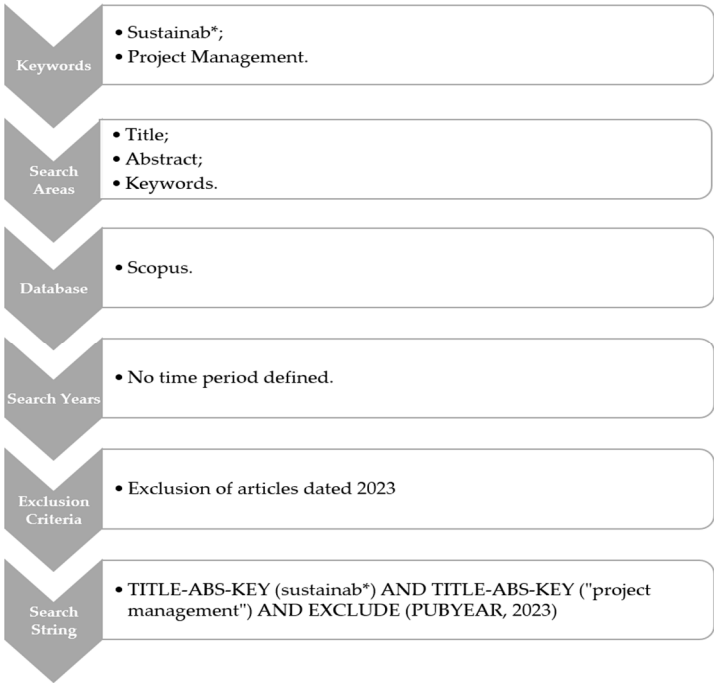 Keywords
• Sustainab*;
• Project Management.
Search
Areas
• Title;
• Abstract;
• Keywords.
Database
• Scopus.
Search Years
• No time period defined.
Exclusion
Criteria
• Exclusion of articles dated 2023
Search
String
• TITLE-ABS-KEY (sustainab*) AND TITLE-ABS-KEY ("project
management") AND EXCLUDE (PUBYEAR, 2023)